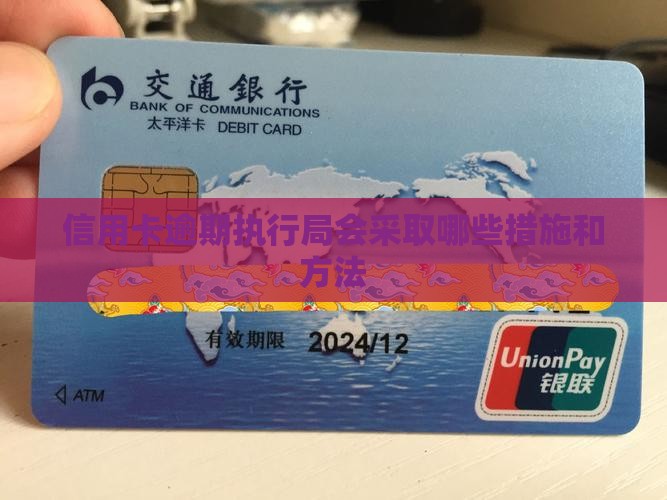 交通銀行
BANK OF COMMUNICATIONS
太平洋卡 DEBIT CARD
信用卡逾期执行局会采取哪些措施和
方法
有效期限 2024/12
ATM
UnionPay
银联